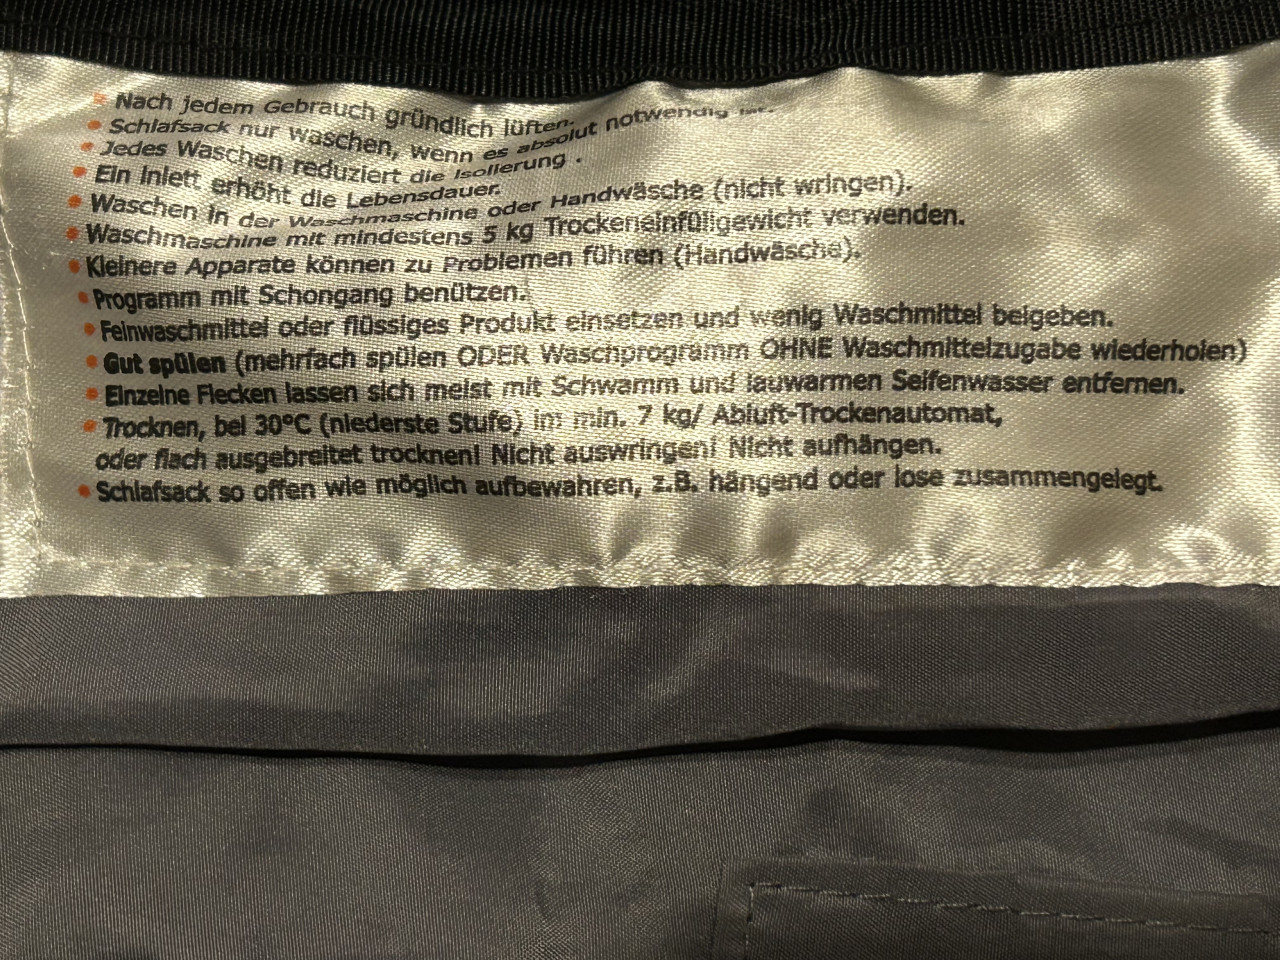 • Nach jedem Gebrauch gründlich lüften.
• Schlafsack nur waschen, wenn es absolut notwendig ist.
• Jedes Waschen reduziert die Isolierung.
• Ein Inlett erhöht die Lebensdauer.
• Waschen in der Waschmaschine oder Handwäsche (nicht wringen).
• Waschmaschine mit mindestens 5 kg Trockeneinfüllgewicht verwenden.
• Kleinere Apparate können zu Problemen führen (Handwäsche).
• Programm mit Schongang benützen.
• Feinwaschmittel oder flüssiges Produkt einsetzen und wenig Waschmittel beigeben.
• Gut spülen (mehrfach spülen ODER Waschprogramm OHNE Waschmittelzugabe wiederholen)
• Einzelne Flecken lassen sich meist mit Schwamm und lauwarmen Seifenwasser entfernen.
• Trocknen, bei 30°C (niederste Stufe) im min. 7 kg/ Abluft-Trockenautomat,
oder flach ausgebreitet trocknen! Nicht auswringen! Nicht aufhängen.
• Schlafsack so offen wie möglich aufbewahren, z.B. hängend oder lose zusammengelegt.